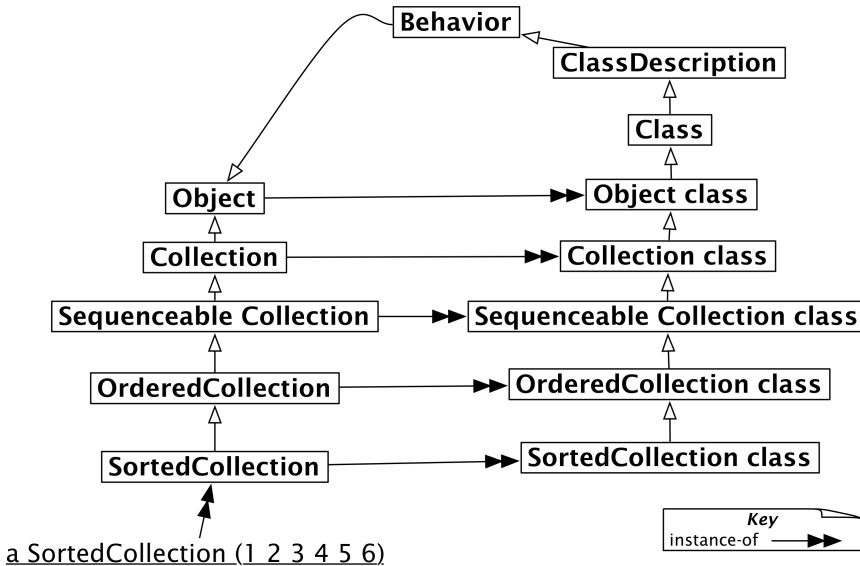 Behavior
ClassDescription
Class
Object
Object class
Collection
Collection class
Sequenceable Collection
Sequenceable Collection class
OrderedCollection
OrderedCollection class
SortedCollection
SortedCollection class
a SortedCollection (1 2 3 4 5 6)
Key
instance-of